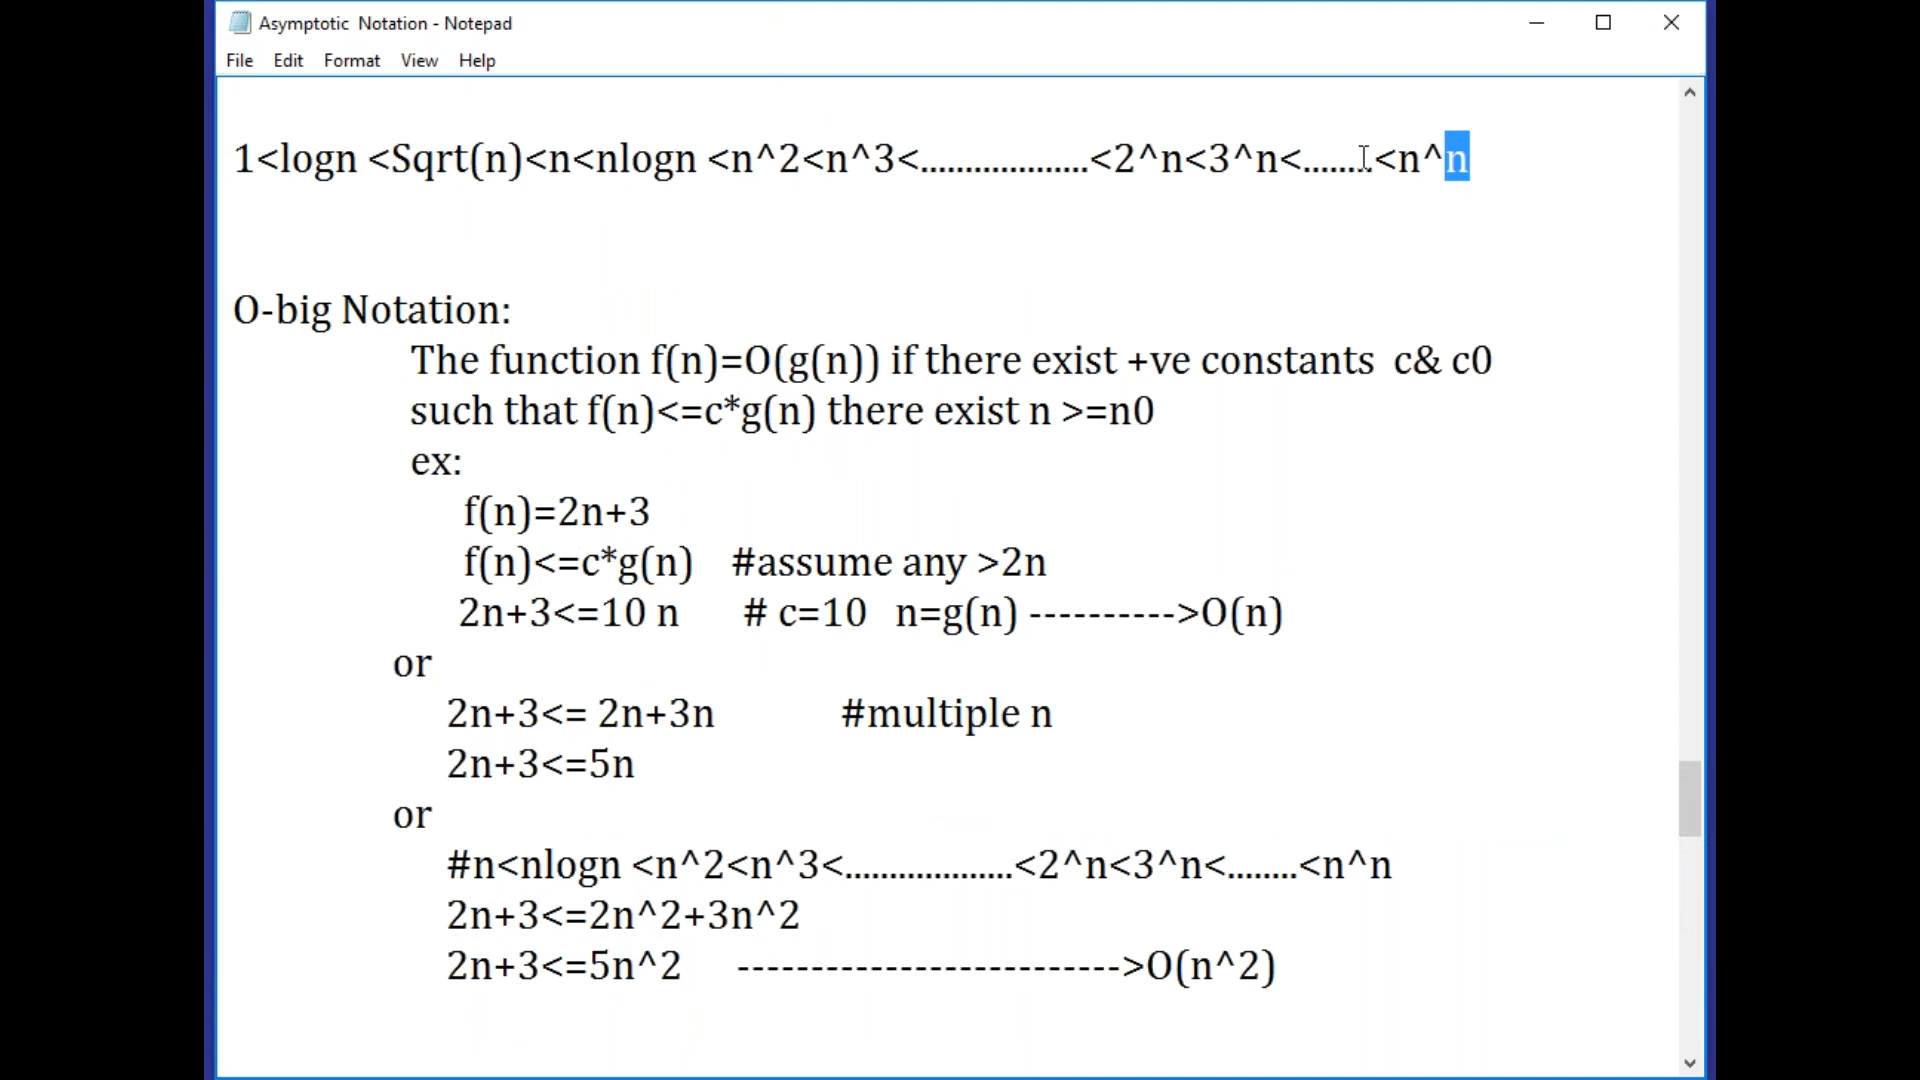 Asymptotic Notation - Notepad
File Edit Format View Help
1<logn <Sqrt(n)<n<nlogn <n^2<n^3<...................<2^n<3^n<........<n^n
O-big Notation:
The function f(n)=O(g(n)) if there exist +ve constants c& c0
such that f(n)<=c*g(n) there exist n >=n0
ex:
f(n)=2n+3
f(n)<=c*g(n) #assume any >2n
2n+3<=10 n # c=10 n=g(n) ---------->O(n)
or
2n+3<= 2n+3n #multiple n
2n+3<=5n
or
#n<nlogn <n^2<n^3<...................<2^n<3^n<........<n^n
2n+3<=2n^2+3n^2
2n+3<=5n^2 -------------------------->O(n^2)